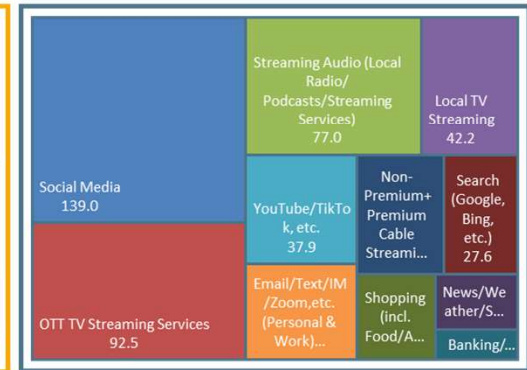 Social Media
139.0
OTT TV Streaming Services
92.5
Streaming Audio (Local
Radio/
Podcasts/Streaming
Services)
77.0
Local TV
Streaming
42.2
YouTube/TikTo
k, etc.
37.9
Non-
Premium+
Premium
Cable
Streami...
Search
(Google,
Bing,
etc.)
27.6
Email/Text/IM
/Zoom,etc.
(Personal &
Work)...
Shopping
(incl.
Food/A...
News/We
ather/S...
Banking/...